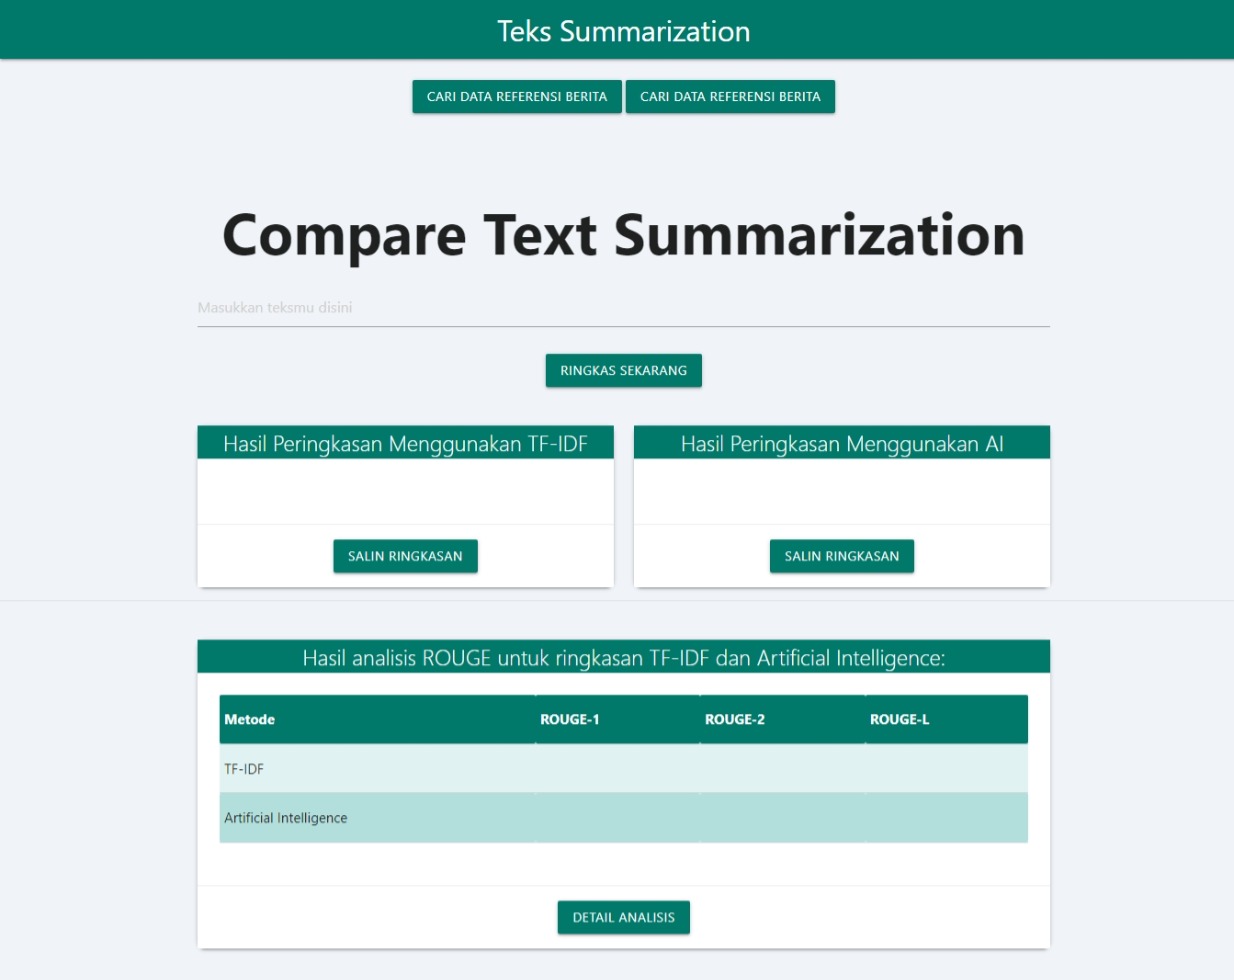 Teks Summarization
CARI DATA REFERENSI BERITA CARI DATA REFERENSI BERITA
Compare Text Summarization
Masukkan teksmu disini
RINGKAS SEKARANG
Hasil Peringkasan Menggunakan TF-IDF
SALIN RINGKASAN
Hasil Peringkasan Menggunakan AI
SALIN RINGKASAN
Hasil analisis ROUGE untuk ringkasan TF-IDF dan Artificial Intelligence:
Metode ROUGE-1 ROUGE-2 ROUGE-L
TF-IDF
Artificial Intelligence
DETAIL ANALISIS